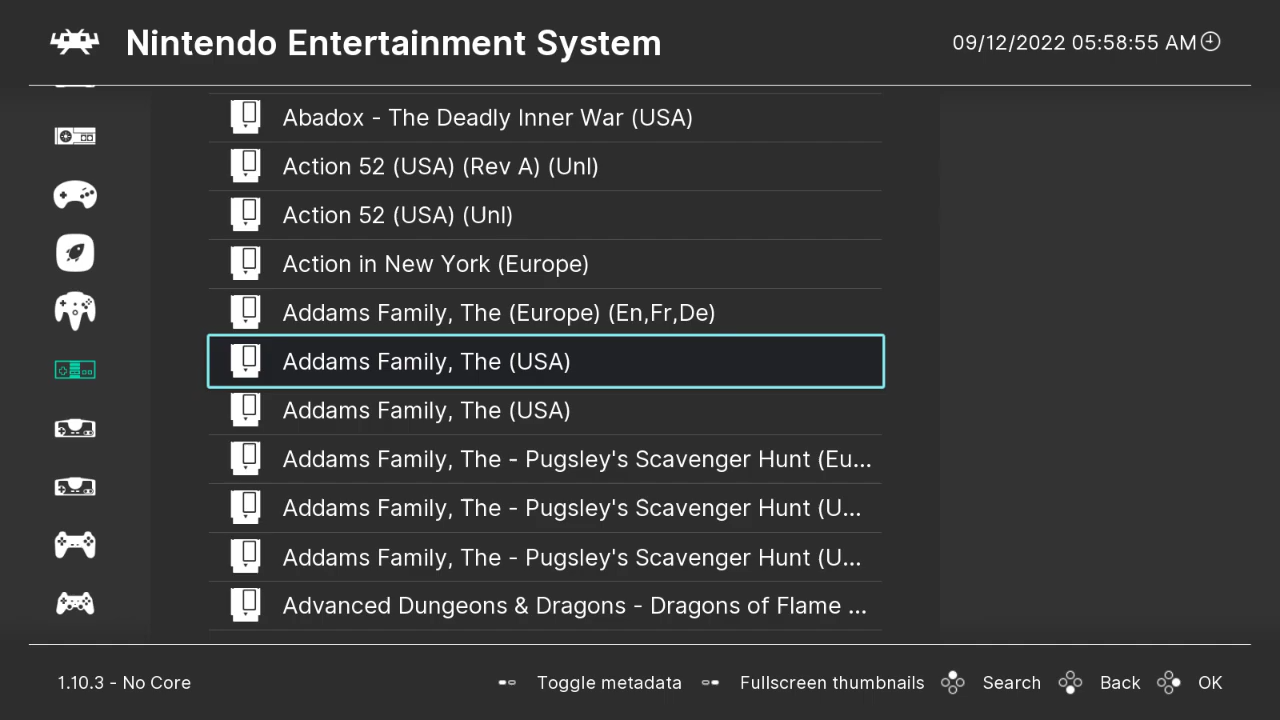 Nintendo Entertainment System
09/12/2022 05:58:55 AM
Abadox - The Deadly Inner War (USA)
Action 52 (USA) (Rev A) (Unl)
Action 52 (USA) (Unl)
Action in New York (Europe)
Addams Family, The (Europe) (En,Fr,De)
Addams Family, The (USA)
Addams Family, The (USA)
Addams Family, The - Pugsley's Scavenger Hunt (Eu...
Addams Family, The - Pugsley's Scavenger Hunt (U...
Addams Family, The - Pugsley's Scavenger Hunt (U...
Advanced Dungeons & Dragons - Dragons of Flame ...
1.10.3 - No Core
Toggle metadata
Fullscreen thumbnails
Search
Back
OK